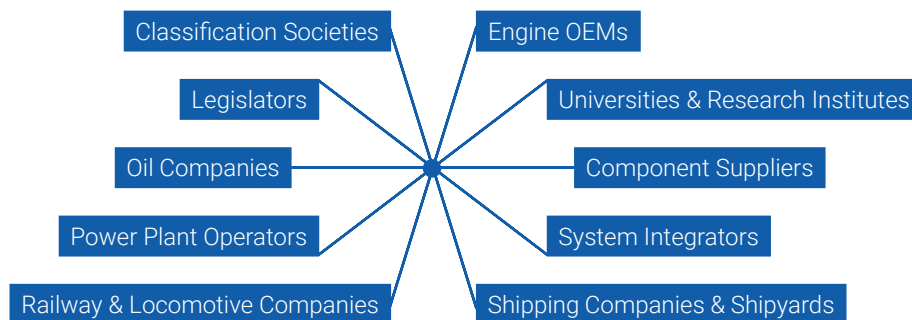 Classification Societies
Engine OEMs
Legislators
Universities & Research Institutes
Oil Companies
Component Suppliers
Power Plant Operators
System Integrators
Railway & Locomotive Companies
Shipping Companies & Shipyards